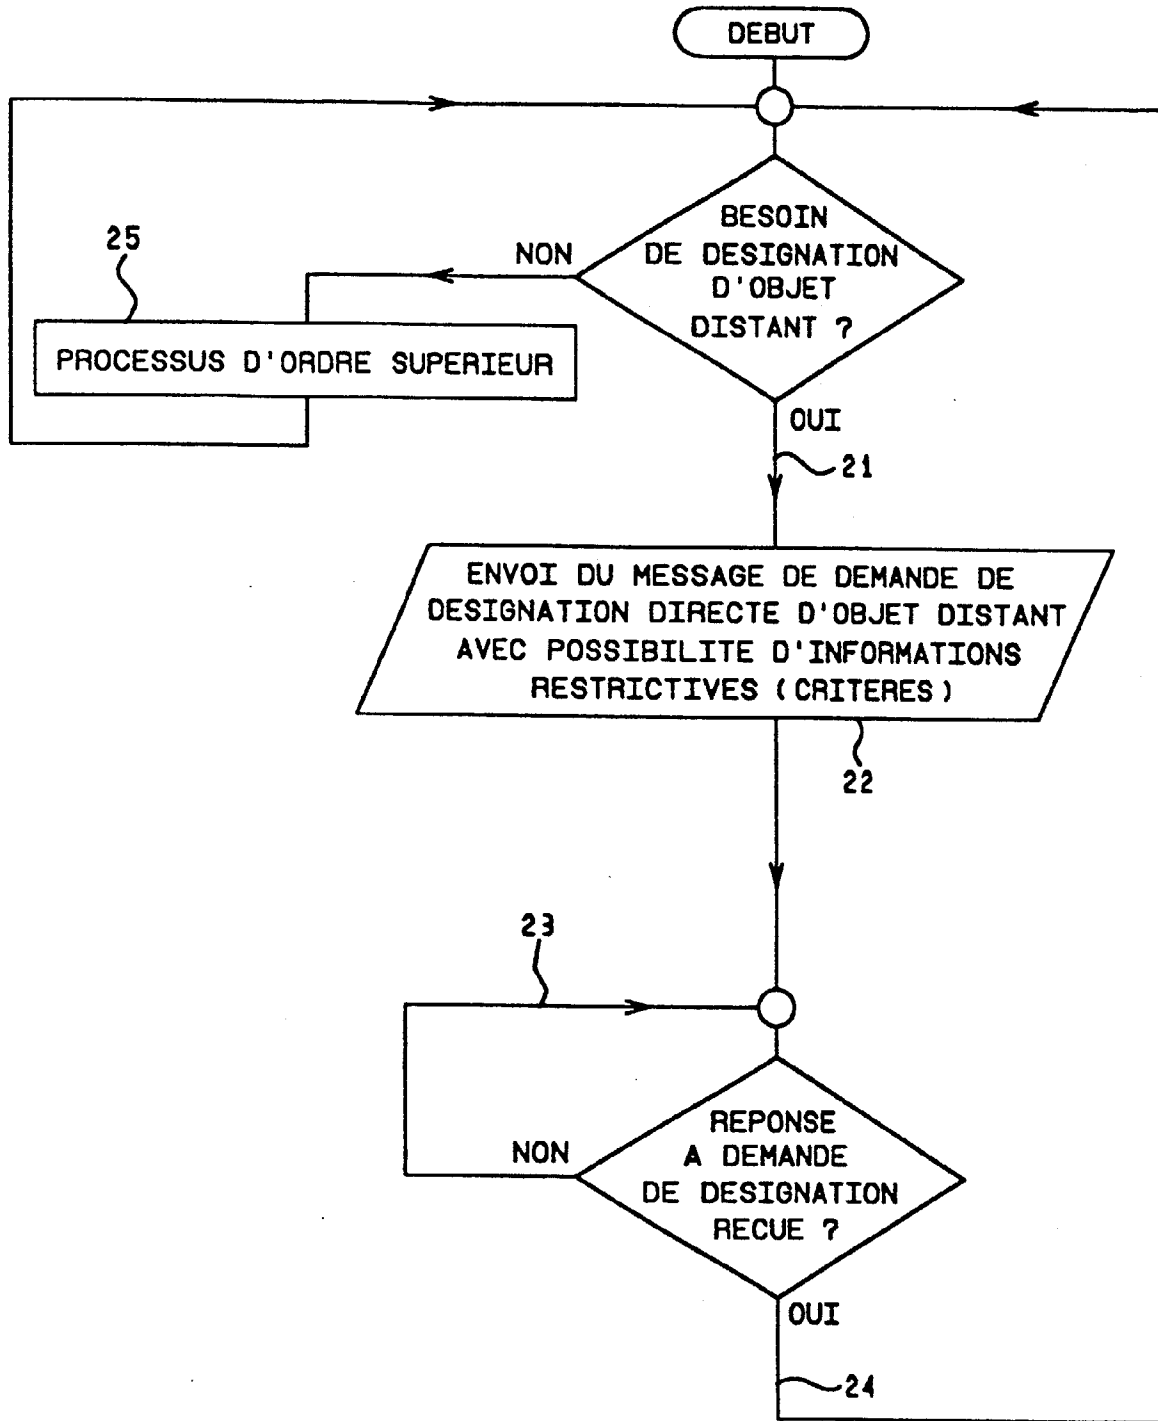 DEBUT
BESOIN
DE DESIGNATION
D'OBJET
DISTANT ?
NON
25
PROCESSUS D'ORDRE SUPERIEUR
OUI
21
ENVOI DU MESSAGE DE DEMANDE DE
DESIGNATION DIRECTE D'OBJET DISTANT
AVEC POSSIBILITE D'INFORMATIONS
RESTRICTIVES (CRITERES)
22
23
REPONSE
A DEMANDE
DE DESIGNATION
RECUE ?
NON
OUI
24